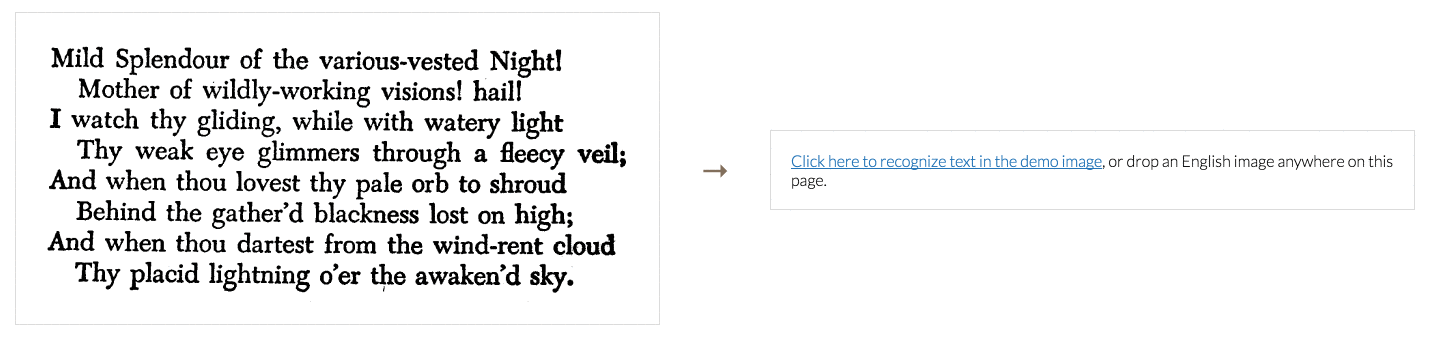 Mild Splendour of the various-vested Night!
Mother of wildly-working visions! hail!
I watch thy gliding, while with watery light
Thy weak eye glimmers through a fleecy veil;
And when thou lovest thy pale orb to shroud
Behind the gather'd blackness lost on high;
And when thou dartest from the wind-rent cloud
Thy placid lightning o'er the awaken'd sky.
Click here to recognize text in the demo image, or drop an English image anywhere on this
page.